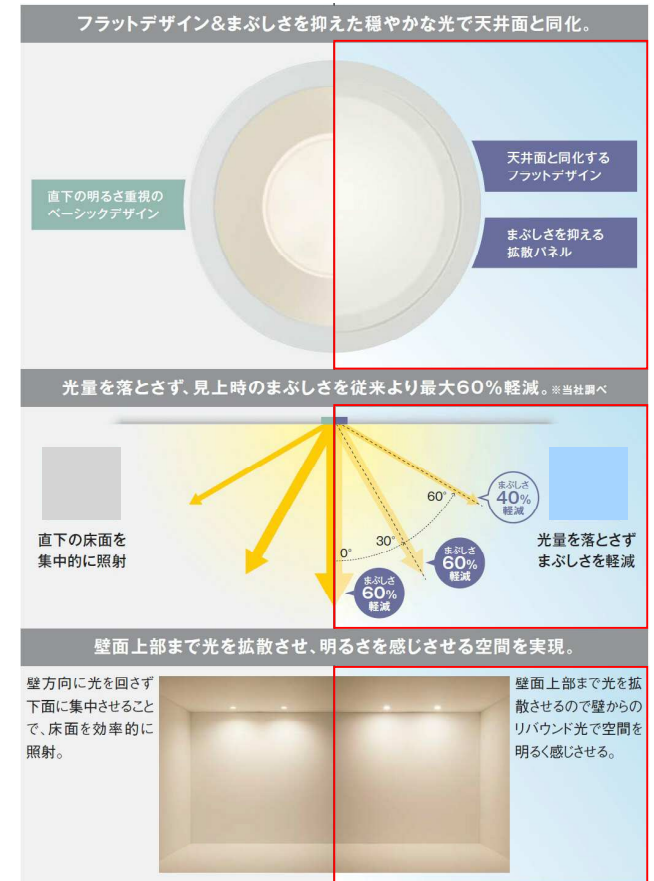 フラットデザイン&まぶしさを抑えた穏やかな光で天井面と同化。
直下の明るさ重視の
ベーシックデザイン
天井面と同化する
フラットデザイン
まぶしさを抑える
拡散パネル
光量を落とさず、見上時のまぶしさを従来より最大60%軽減。※当社調べ
直下の床面を
集中的に照射
0°
30°
60°
まぶしさ
60%
軽減
まぶしさ
60%
軽減
まぶしさ
40%
軽減
光量を落とさず
まぶしさを軽減
壁面上部まで光を拡散させ、明るさを感じさせる空間を実現。
壁方向に光を回さず
下面に集中させること
で、床面を効率的に
照射。
壁面上部まで光を拡
散させるので壁からの
リバウンド光で空間を
明るく感じさせる。